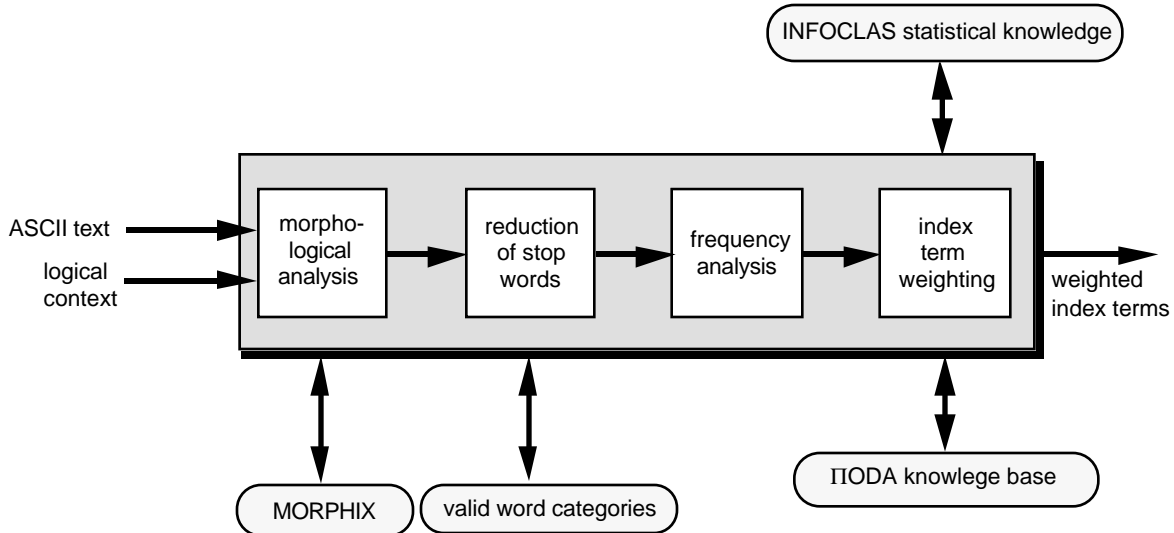 INFOCLAS statistical knowledge
ASCII text
logical
context
morpho-
logical
analysis
reduction
of stop
words
frequency
analysis
index
term
weighting
weighted
index terms
MORPHIX
valid word categories
ΠODA knowlege base